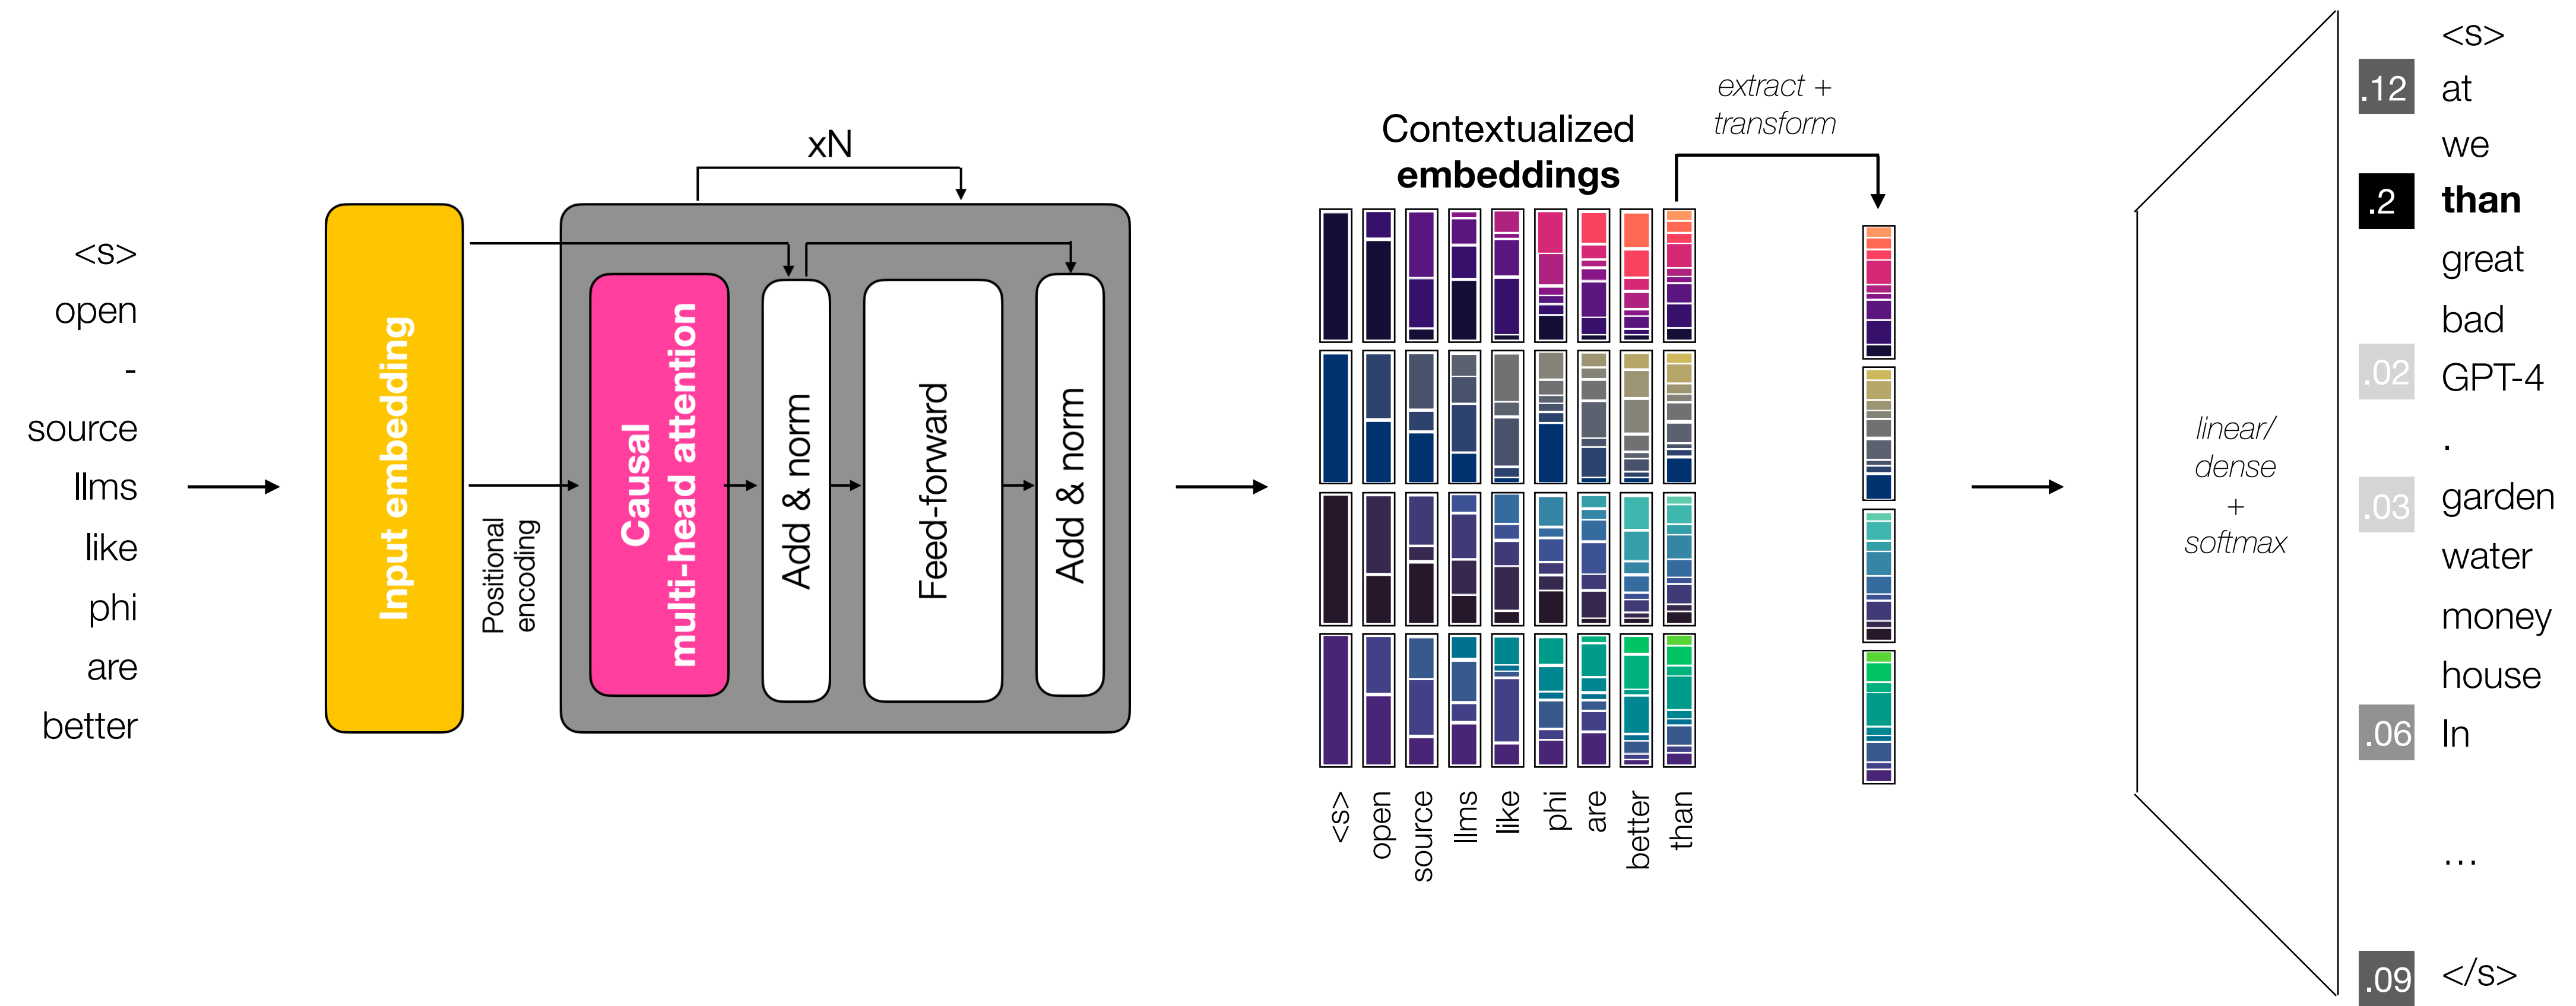 <s>
open
-
source
llms
like
phi
are
better
Input embedding
Positional
encoding
xN
Causal
multi-head attention
Add & norm
Feed-forward
Add & norm
Contextualized
embeddings
<s>
open
source
llms
like
phi
are
better
than
extract +
transform
linear/
dense
+
softmax
<s>
.12 at
we
.2 than
great
bad
.02 GPT-4
.
.03 garden
water
money
house
.06 In
...
.09 </s>